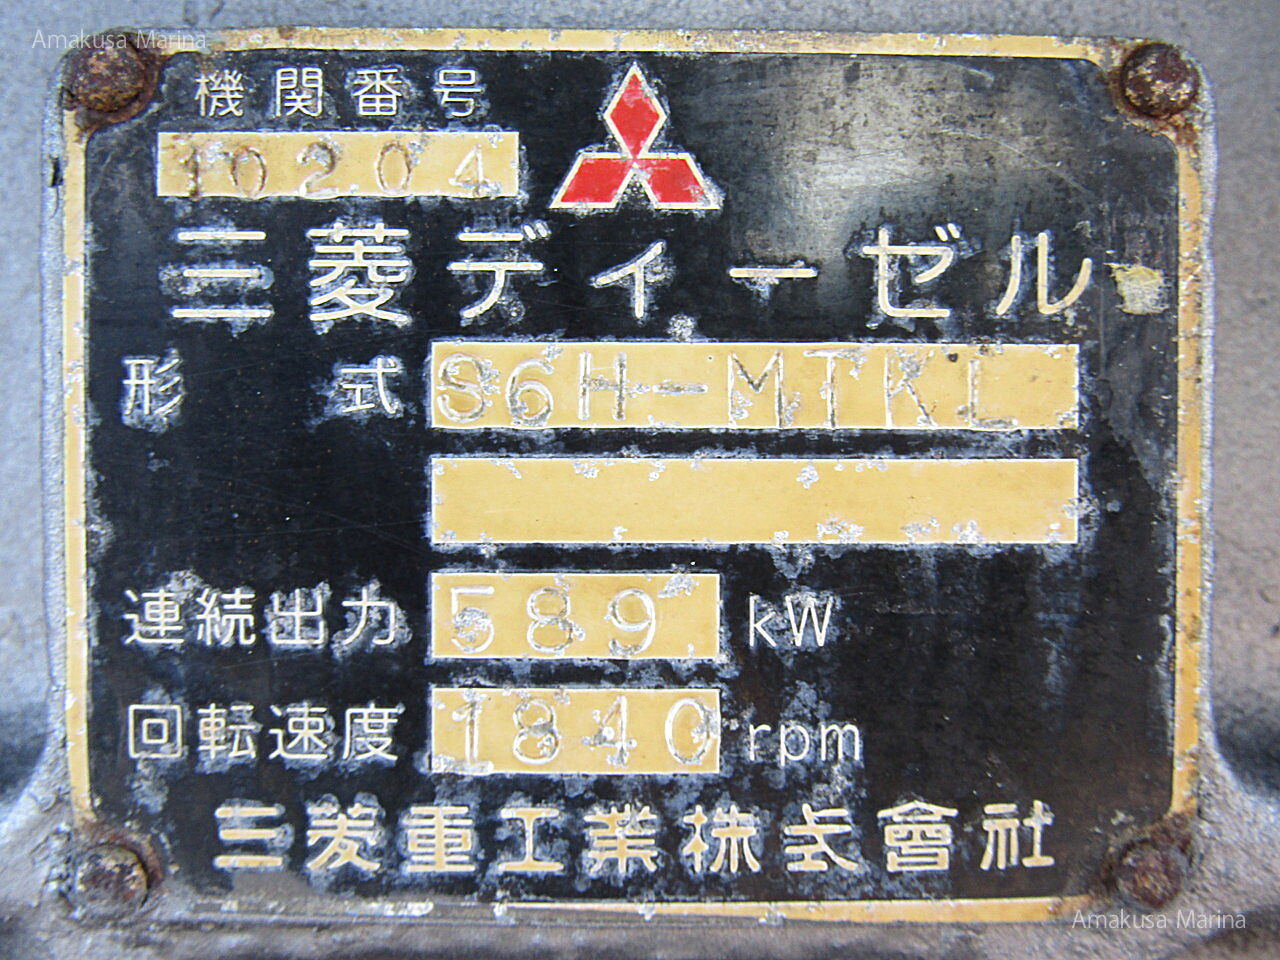 Amakusa Marina
機関番号
10204
三菱ディーゼル
形式 S6H-MTKL
連続出力 589 kW
回転速度 1840 rpm
三菱重工業株式會社
Amakusa Marina